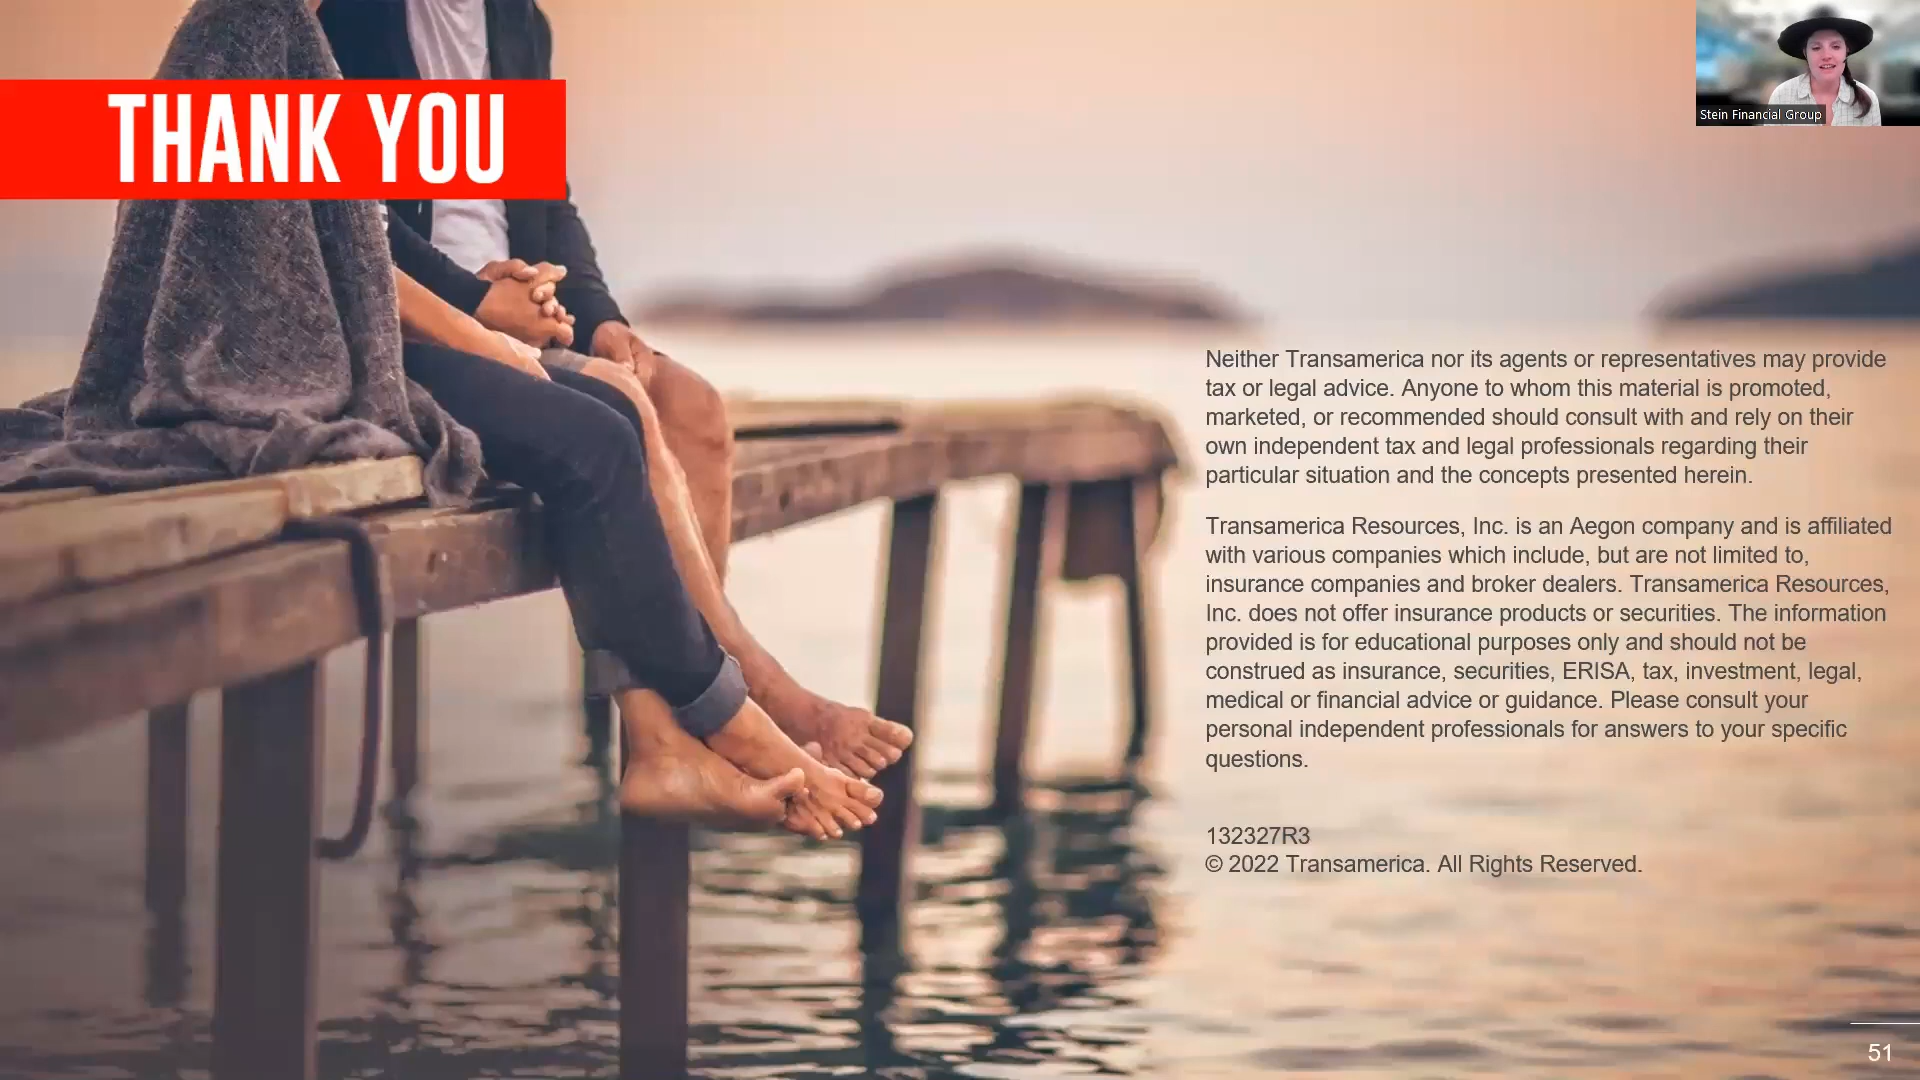 THANK YOU
Stein Financial Group
Neither Transamerica nor its agents or representatives may provide
tax or legal advice. Anyone to whom this material is promoted,
marketed, or recommended should consult with and rely on their
own independent tax and legal professionals regarding their
particular situation and the concepts presented herein.
Transamerica Resources, Inc. is an Aegon company and is affiliated
with various companies which include, but are not limited to,
insurance companies and broker dealers. Transamerica Resources,
Inc. does not offer insurance products or securities. The information
provided is for educational purposes only and should not be
construed as insurance, securities, ERISA, tax, investment, legal,
medical or financial advice or guidance. Please consult your
personal independent professionals for answers to your specific
questions.
132327R3
© 2022 Transamerica. All Rights Reserved.
51